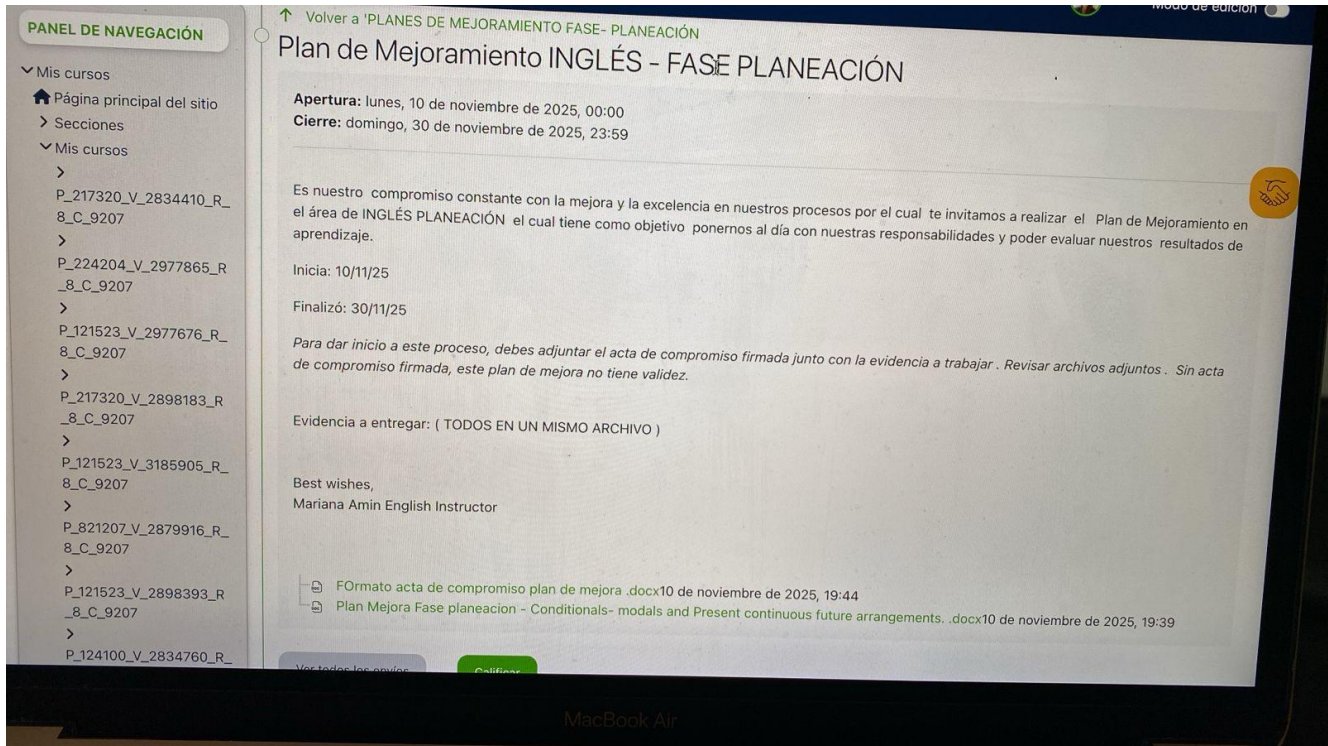 Modo de edición
PANEL DE NAVEGACIÓN
Mis cursos
Página principal del sitio
Secciones
Mis cursos
P_217320_V_2834410_R_
8_C_9207
P_224204_V_2977865_R
_8_C_9207
P_121523_V_2977676_R_
8_C_9207
P_217320_V_2898183_R
_8_C_9207
P_121523_V_3185905_R_
8_C_9207
P_821207_V_2879916_R_
8_C_9207
P_121523_V_2898393_R
_8_C_9207
P_124100_V_2834760_R_
Volver a 'PLANES DE MEJORAMIENTO FASE- PLANEACIÓN
Plan de Mejoramiento INGLÉS - FASE PLANEACIÓN
Apertura: lunes, 10 de noviembre de 2025, 00:00
Cierre: domingo, 30 de noviembre de 2025, 23:59
Es nuestro compromiso constante con la mejora y la excelencia en nuestros procesos por el cual te invitamos a realizar el Plan de Mejoramiento en
el área de INGLÉS PLANEACIÓN el cual tiene como objetivo ponernos al día con nuestras responsabilidades y poder evaluar nuestros resultados de
aprendizaje.
Inicia: 10/11/25
Finalizó: 30/11/25
Para dar inicio a este proceso, debes adjuntar el acta de compromiso firmada junto con la evidencia a trabajar . Revisar archivos adjuntos . Sin acta
de compromiso firmada, este plan de mejora no tiene validez.
Evidencia a entregar: ( TODOS EN UN MISMO ARCHIVO )
Best wishes,
Mariana Amin English Instructor
FOrmato acta de compromiso plan de mejora .docx10 de noviembre de 2025, 19:44
Plan Mejora Fase planeacion - Conditionals- modals and Present continuous future arrangements. .docx10 de noviembre de 2025, 19:39
Ver todos los envíos
Calificar
MacBook Air